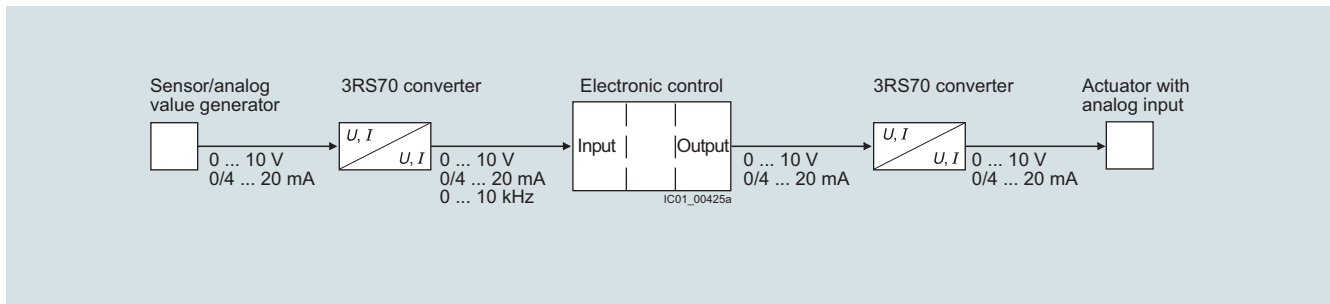 Sensor/analog
value generator
3RS70 converter
Electronic control
3RS70 converter
Actuator with
analog input
U, I
U, I
Input
Output
U, I
U, I
0 ... 10 V
0/4 ... 20 mA
0 ... 10 V
0/4 ... 20 mA
0 ... 10 kHz
0 ... 10 V
0/4 ... 20 mA
0 ... 10 V
0/4 ... 20 mA
IC01_00425a